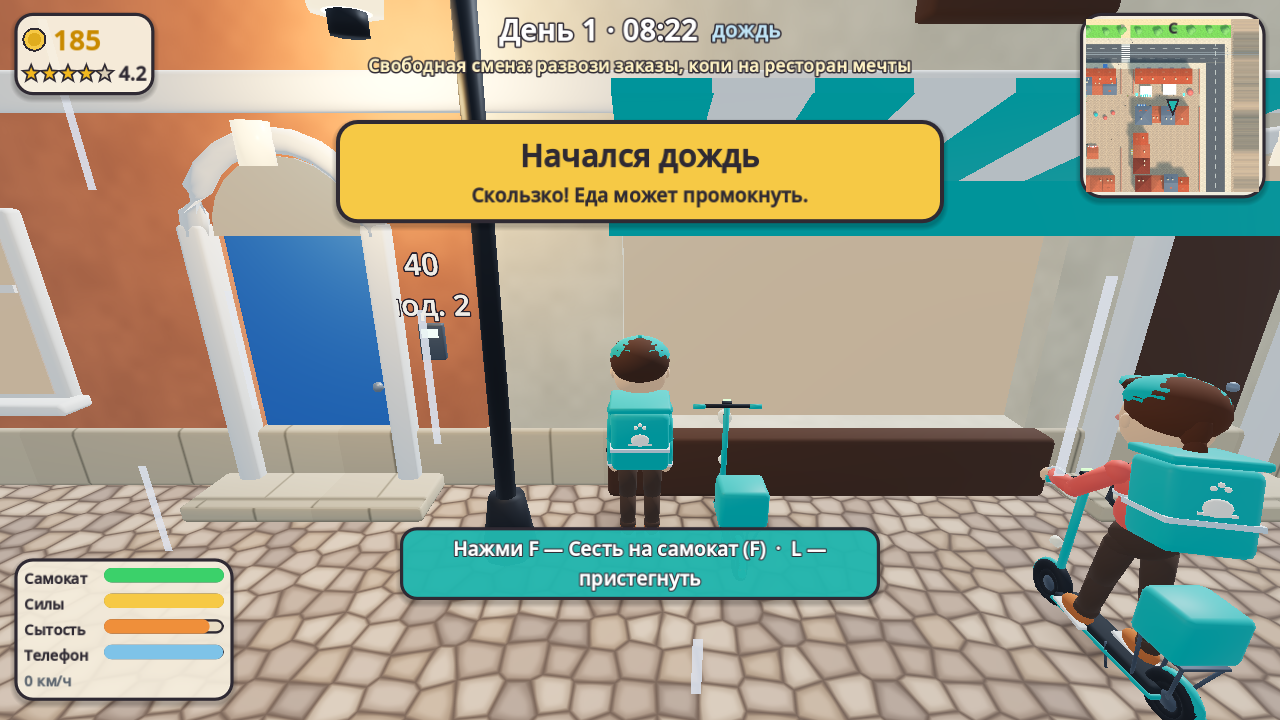 185
4.2
День 1 · 08:22 дождь
Свободная смена: развози заказы, копи на ресторан мечты
С
Начался дождь
Скользко! Еда может промокнуть.
40
под. 2
Нажми F — Сесть на самокат (F) · L —
пристегнуть
Самокат
Силы
Сытость
Телефон
0 км/ч